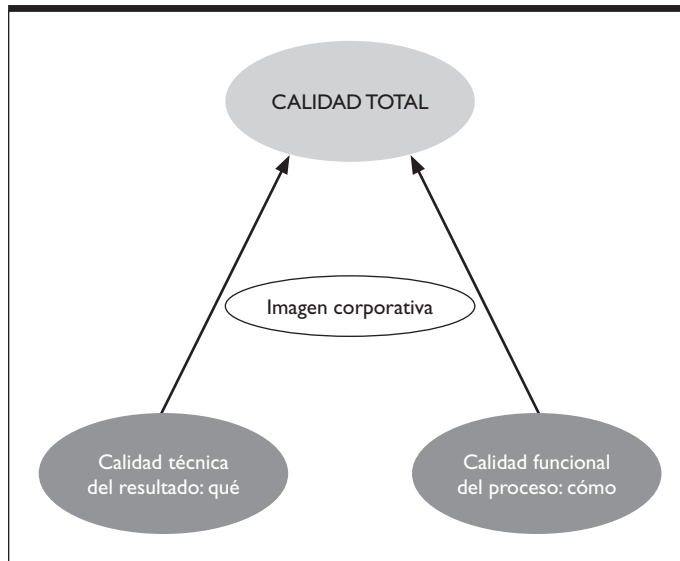 CALIDAD TOTAL
Imagen corporativa
Calidad técnica
del resultado: qué
Calidad funcional
del proceso: cómo